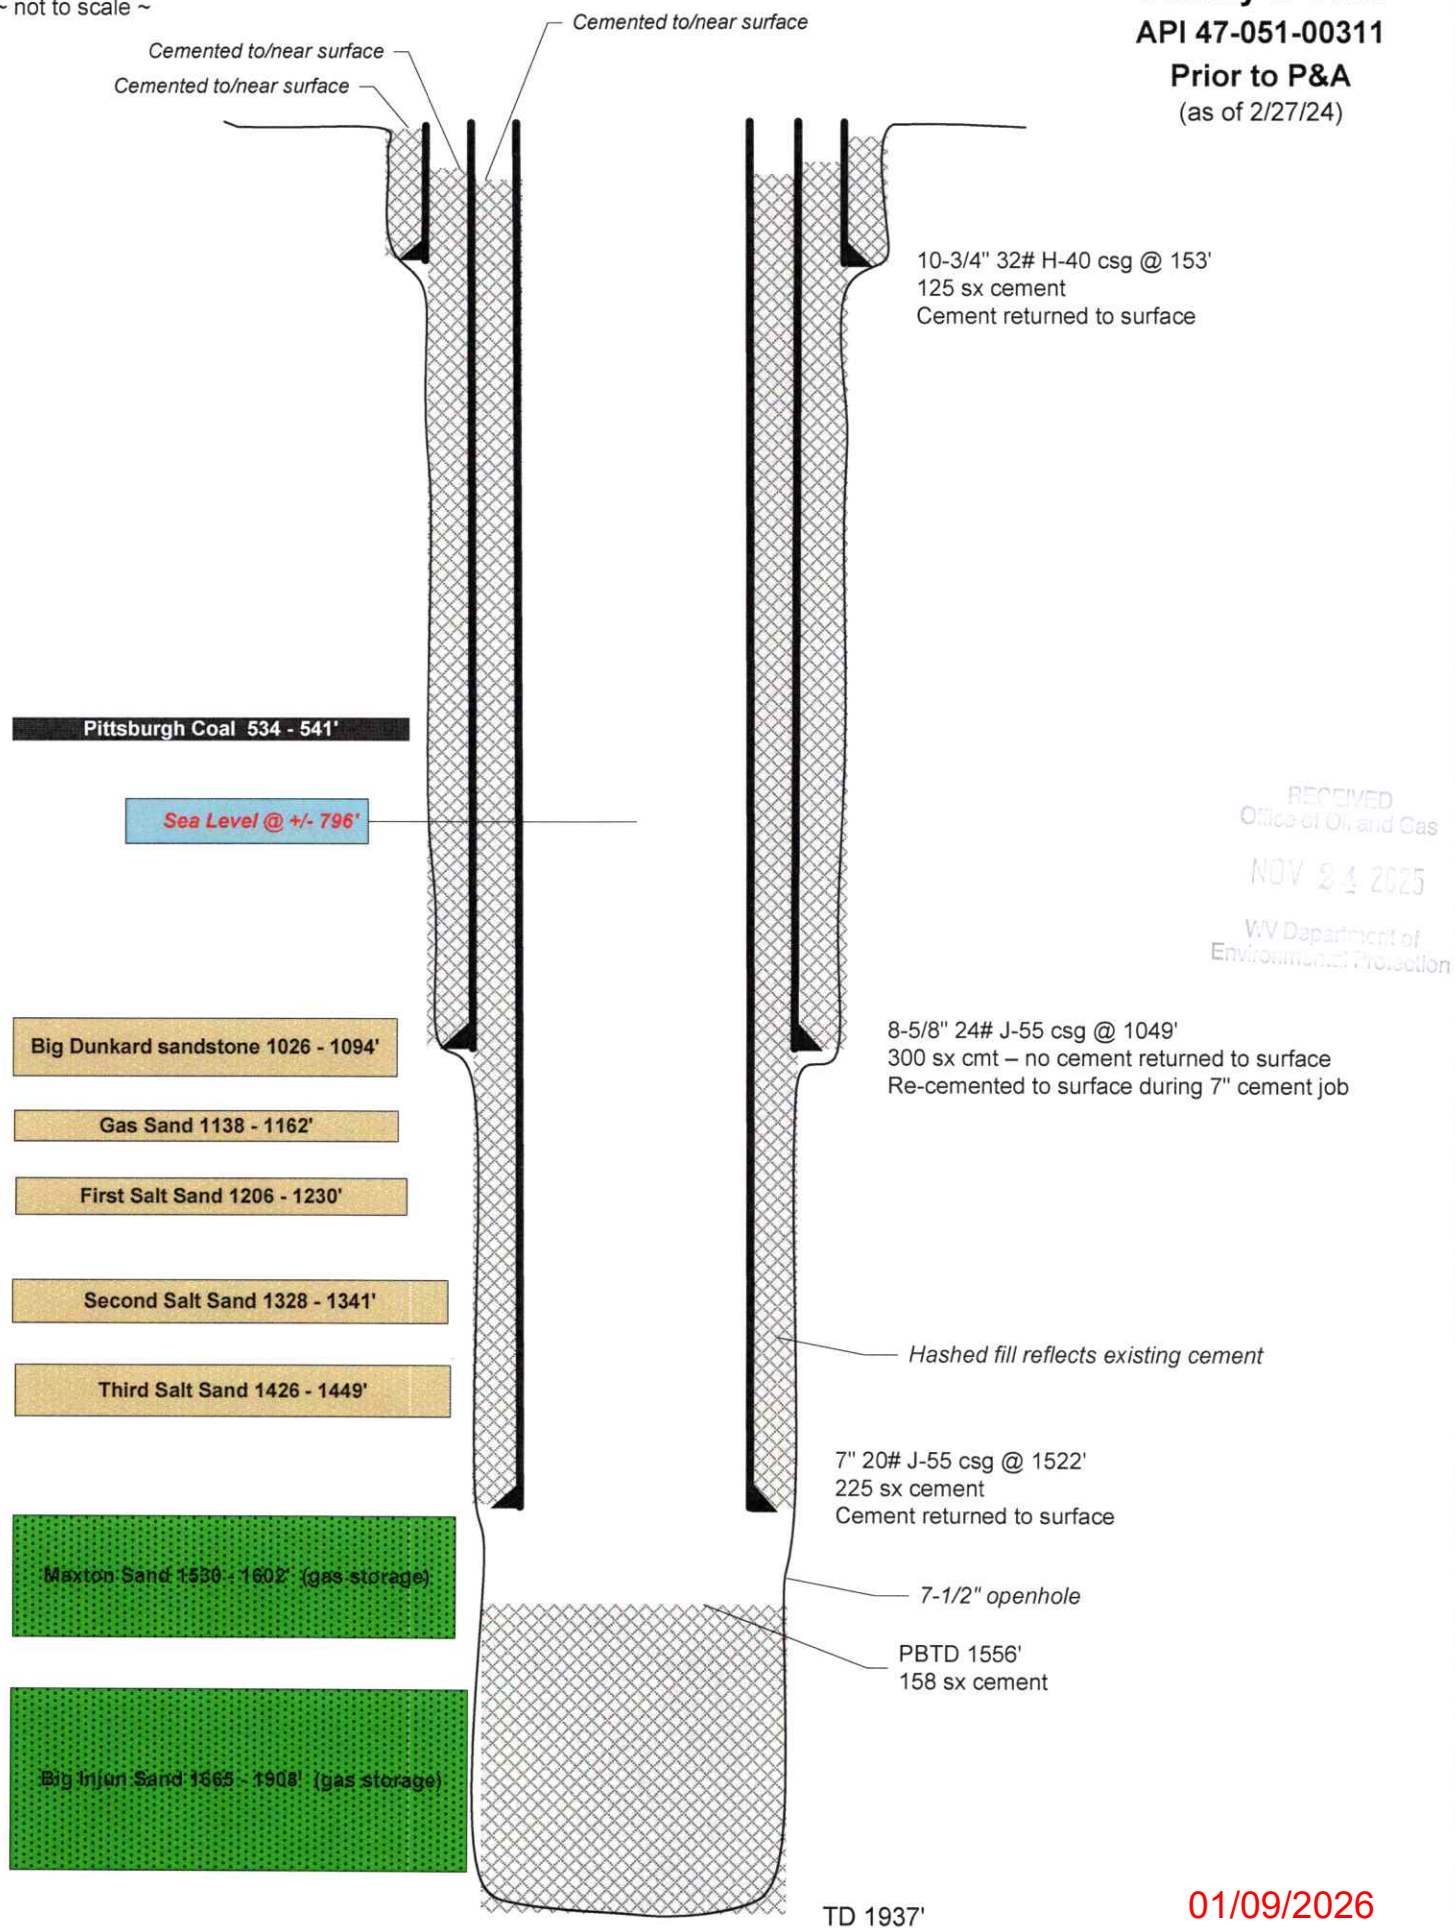 ~ not to scale ~
API 47-051-00311
Prior to P&A
(as of 2/27/24)
Cemented to/near surface
Cemented to/near surface
Cemented to/near surface
10-3/4" 32# H-40 csg @ 153'
125 sx cement
Cement returned to surface
Pittsburgh Coal 534 - 541'
Sea Level @ +/- 796'
RECEIVED
Office of Oil and Gas
NOV 24 2025
WV Department of
Environmental Protection
Big Dunkard sandstone 1026 - 1094'
8-5/8" 24# J-55 csg @ 1049'
300 sx cmt – no cement returned to surface
Re-cemented to surface during 7" cement job
Gas Sand 1138 - 1162'
First Salt Sand 1206 - 1230'
Second Salt Sand 1328 - 1341'
Hashed fill reflects existing cement
Third Salt Sand 1426 - 1449'
7" 20# J-55 csg @ 1522'
225 sx cement
Cement returned to surface
Maxton Sand 1530 - 1602' (gas storage)
7-1/2" openhole
PBTD 1556'
158 sx cement
Big Injun Sand 1665 - 1908' (gas storage)
TD 1937'
01/09/2026